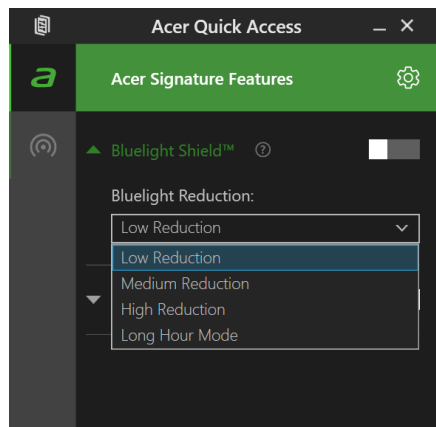 Acer Quick Access
Acer Signature Features
Bluelight Shield™
Bluelight Reduction:
Low Reduction
Low Reduction
Medium Reduction
High Reduction
Long Hour Mode